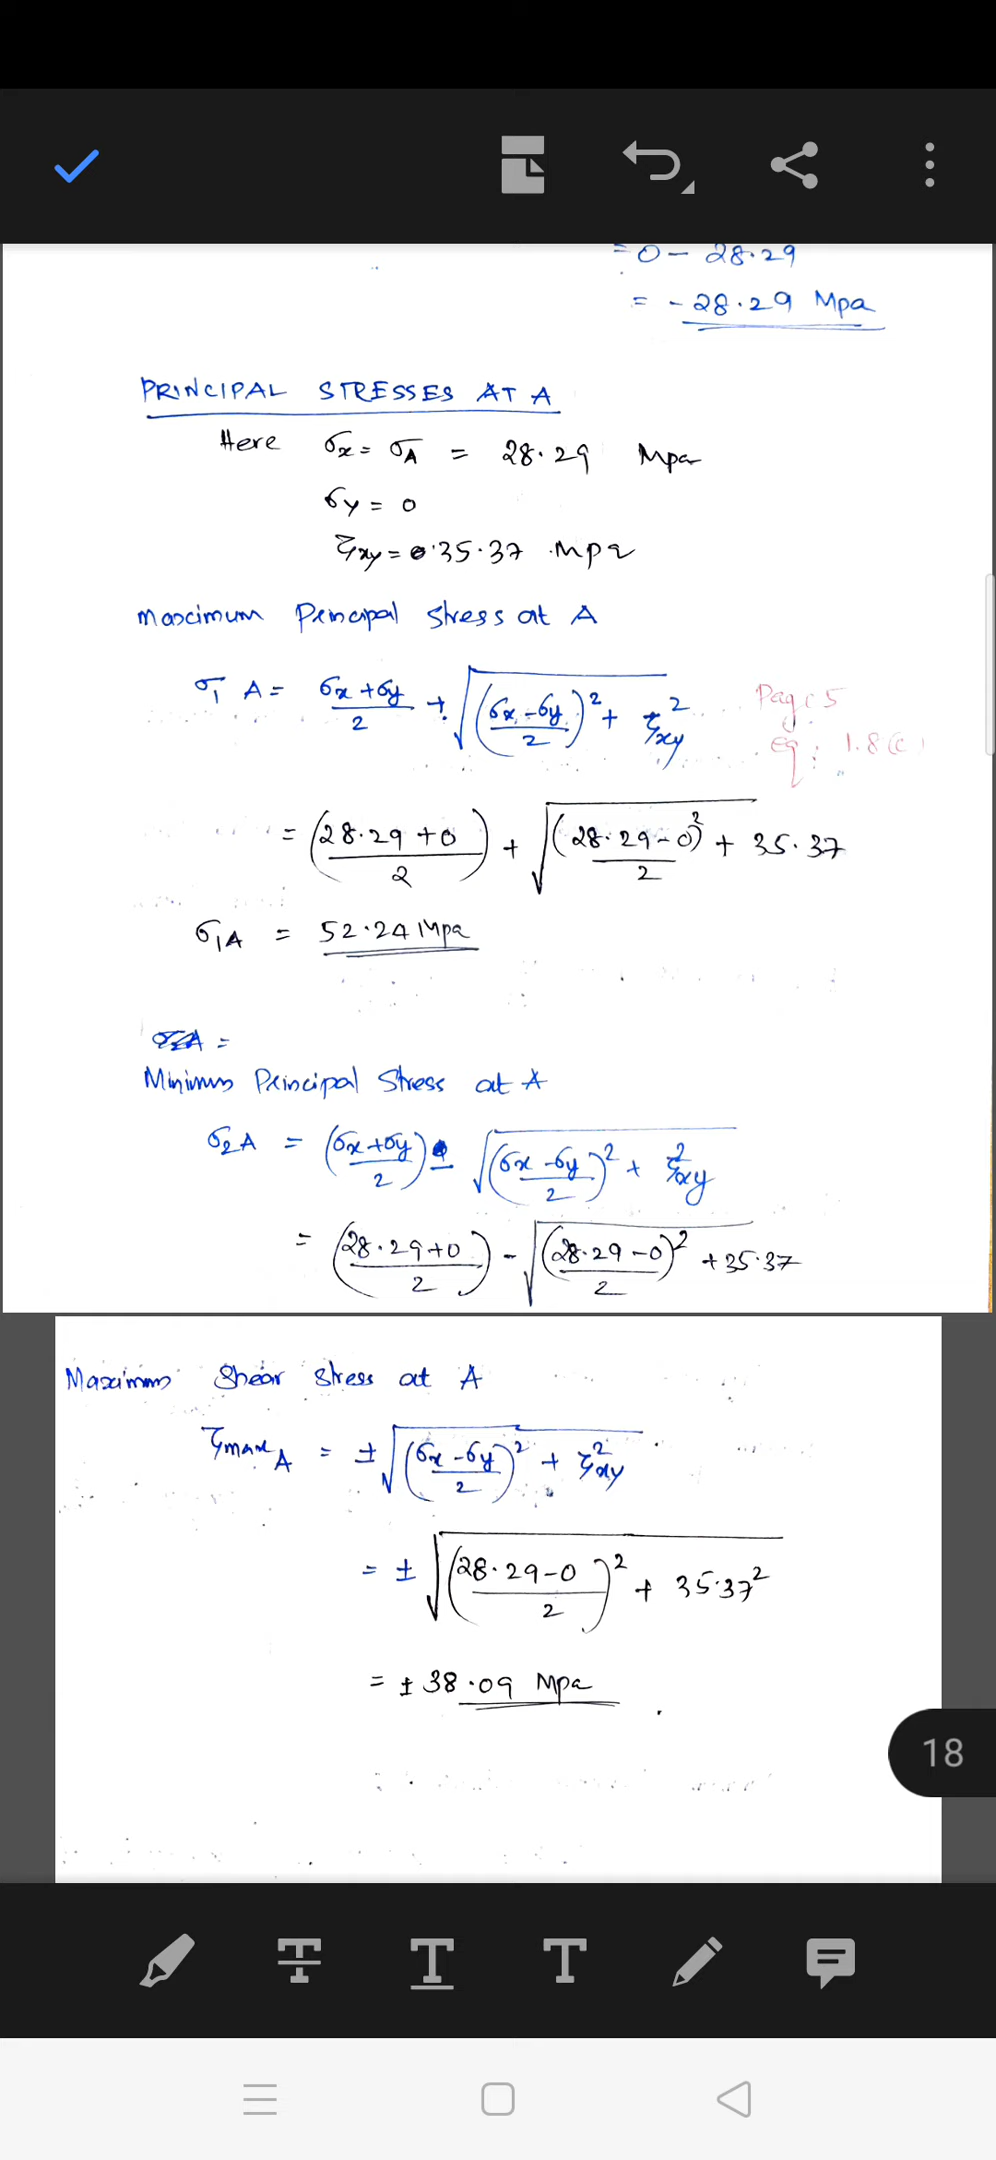 = 0 - 28.29
= - 28.29 Mpa
PRINCIPAL STRESSES AT A
Here σx = σA = 28.29 Mpa
σy = 0
τxy = 35.37 Mpa
Maximum Principal Stress at A
σ1 A = (σx + σy)/2 + √((σx - σy)/2)² + τxy² ... Page 5
eq: 1.8(c)
= (28.29 + 0)/2 + √((28.29 - 0)/2)² + 35.37
σ1A = 52.24 Mpa
σ2A =
Minimum Principal Stress at A
σ2A = (σx + σy)/2 - √((σx - σy)/2)² + τxy²
= (28.29 + 0)/2 - √((28.29 - 0)/2)² + 35.37
Maximum Shear Stress at A
τmax A = ± √((σx - σy)/2)² + τxy²
= ± √((28.29 - 0)/2)² + 35.37²
= ± 38.09 Mpa
18